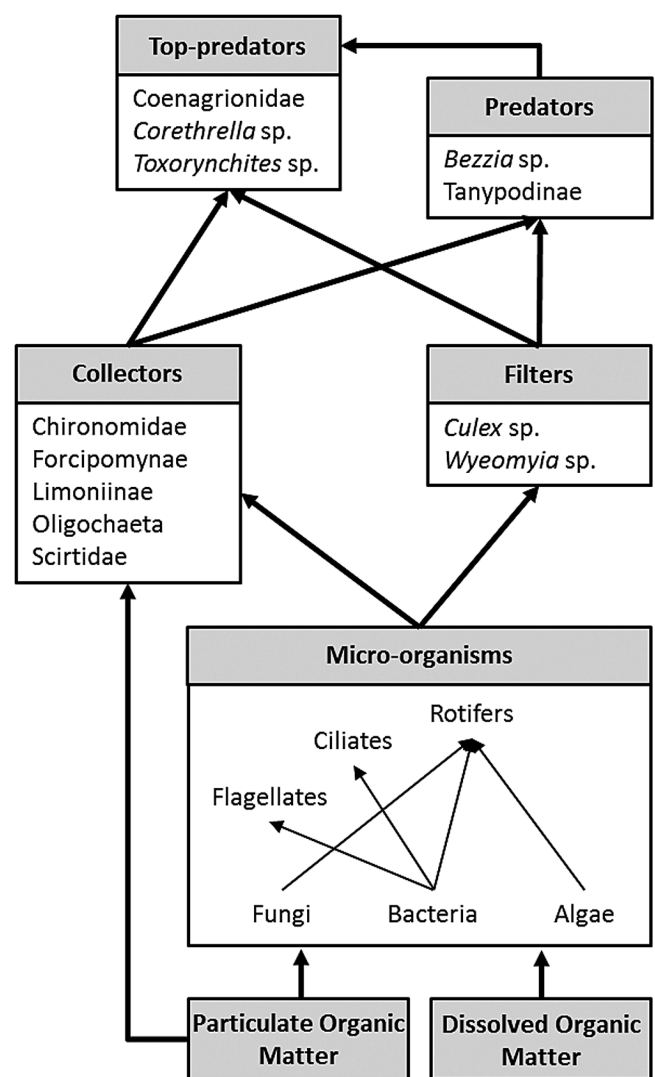 Top-predators
Coenagrionidae
Corethrella sp.
Toxorynchites sp.
Predators
Bezzia sp.
Tanypodinae
Collectors
Chironomidae
Forcipomynae
Limoniinae
Oligochaeta
Scirtidae
Filters
Culex sp.
Wyeomyia sp.
Micro-organisms
Rotifers
Ciliates
Flagellates
Fungi
Bacteria
Algae
Particulate Organic
Matter
Dissolved Organic
Matter